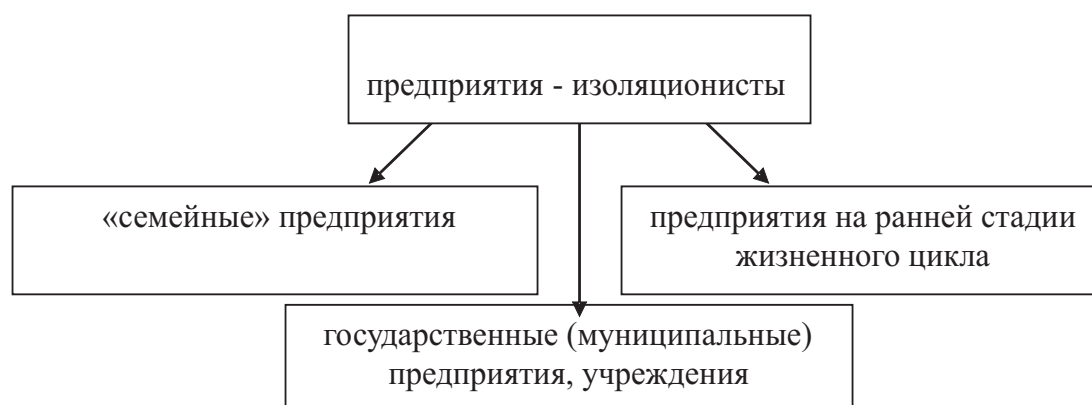 предприятия - изоляционисты
«семейные» предприятия
предприятия на ранней стадии
жизненного цикла
государственные (муниципальные)
предприятия, учреждения